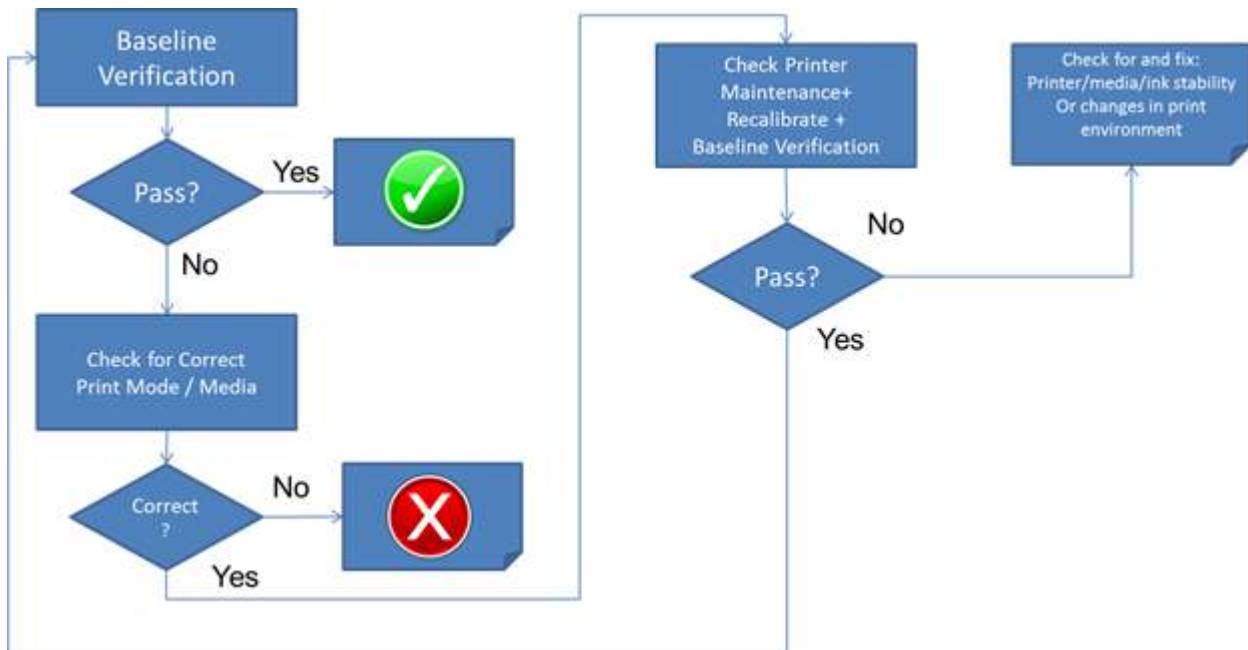 Baseline
Verification
Pass?
Yes
No
Check for Correct
Print Mode / Media
Correct
?
No
Yes
Check Printer
Maintenance+
Recalibrate +
Baseline Verification
Pass?
No
Yes
Check for and fix:
Printer/media/ink stability
Or changes in print
environment